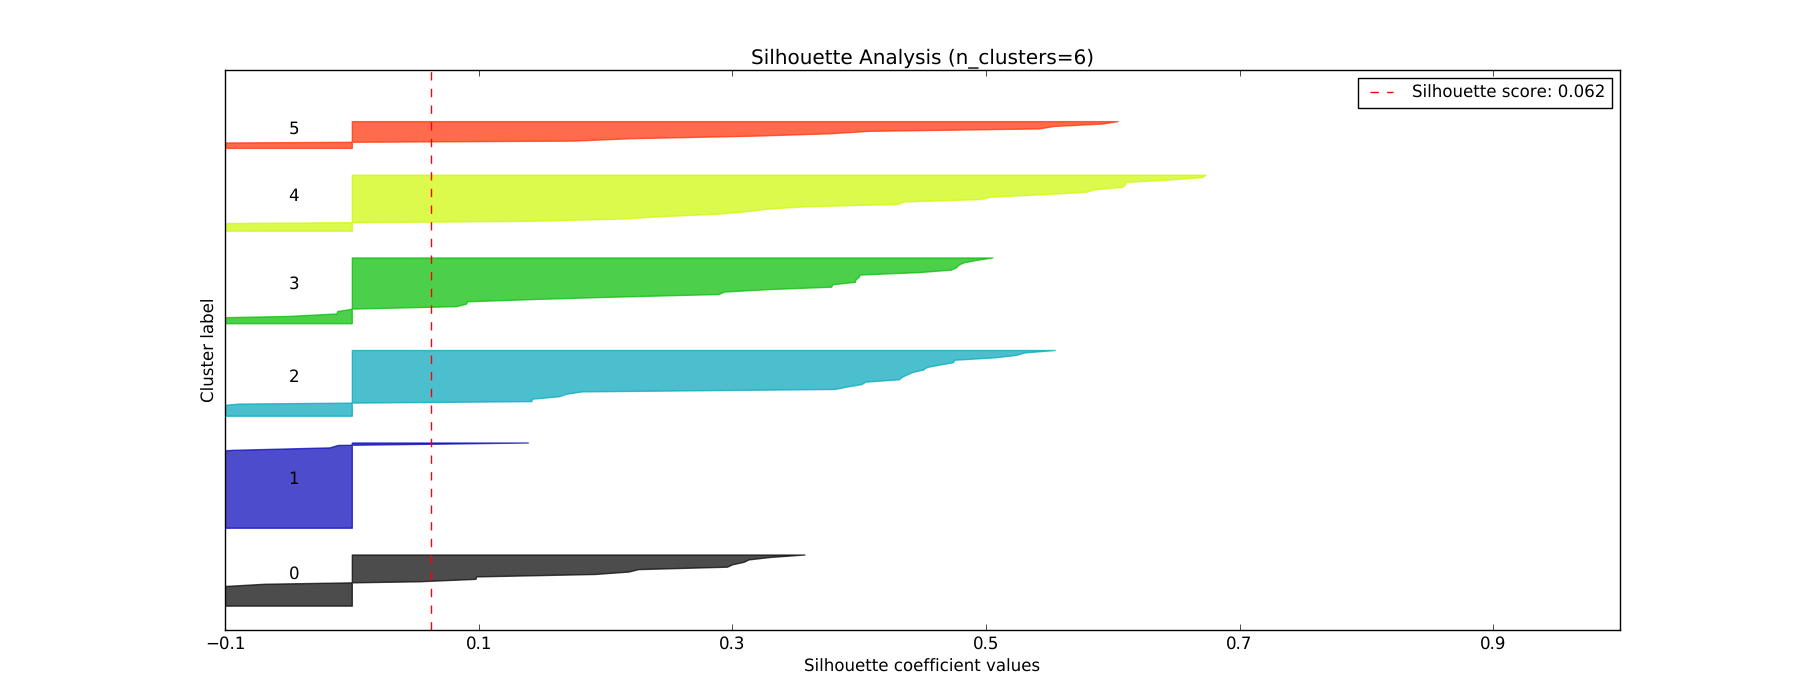 Silhouette Analysis (n_clusters=6)
Silhouette score: 0.062
5
4
3
2
1
0
Cluster label
−0.1 0.1 0.3 0.5 0.7 0.9
Silhouette coefficient values